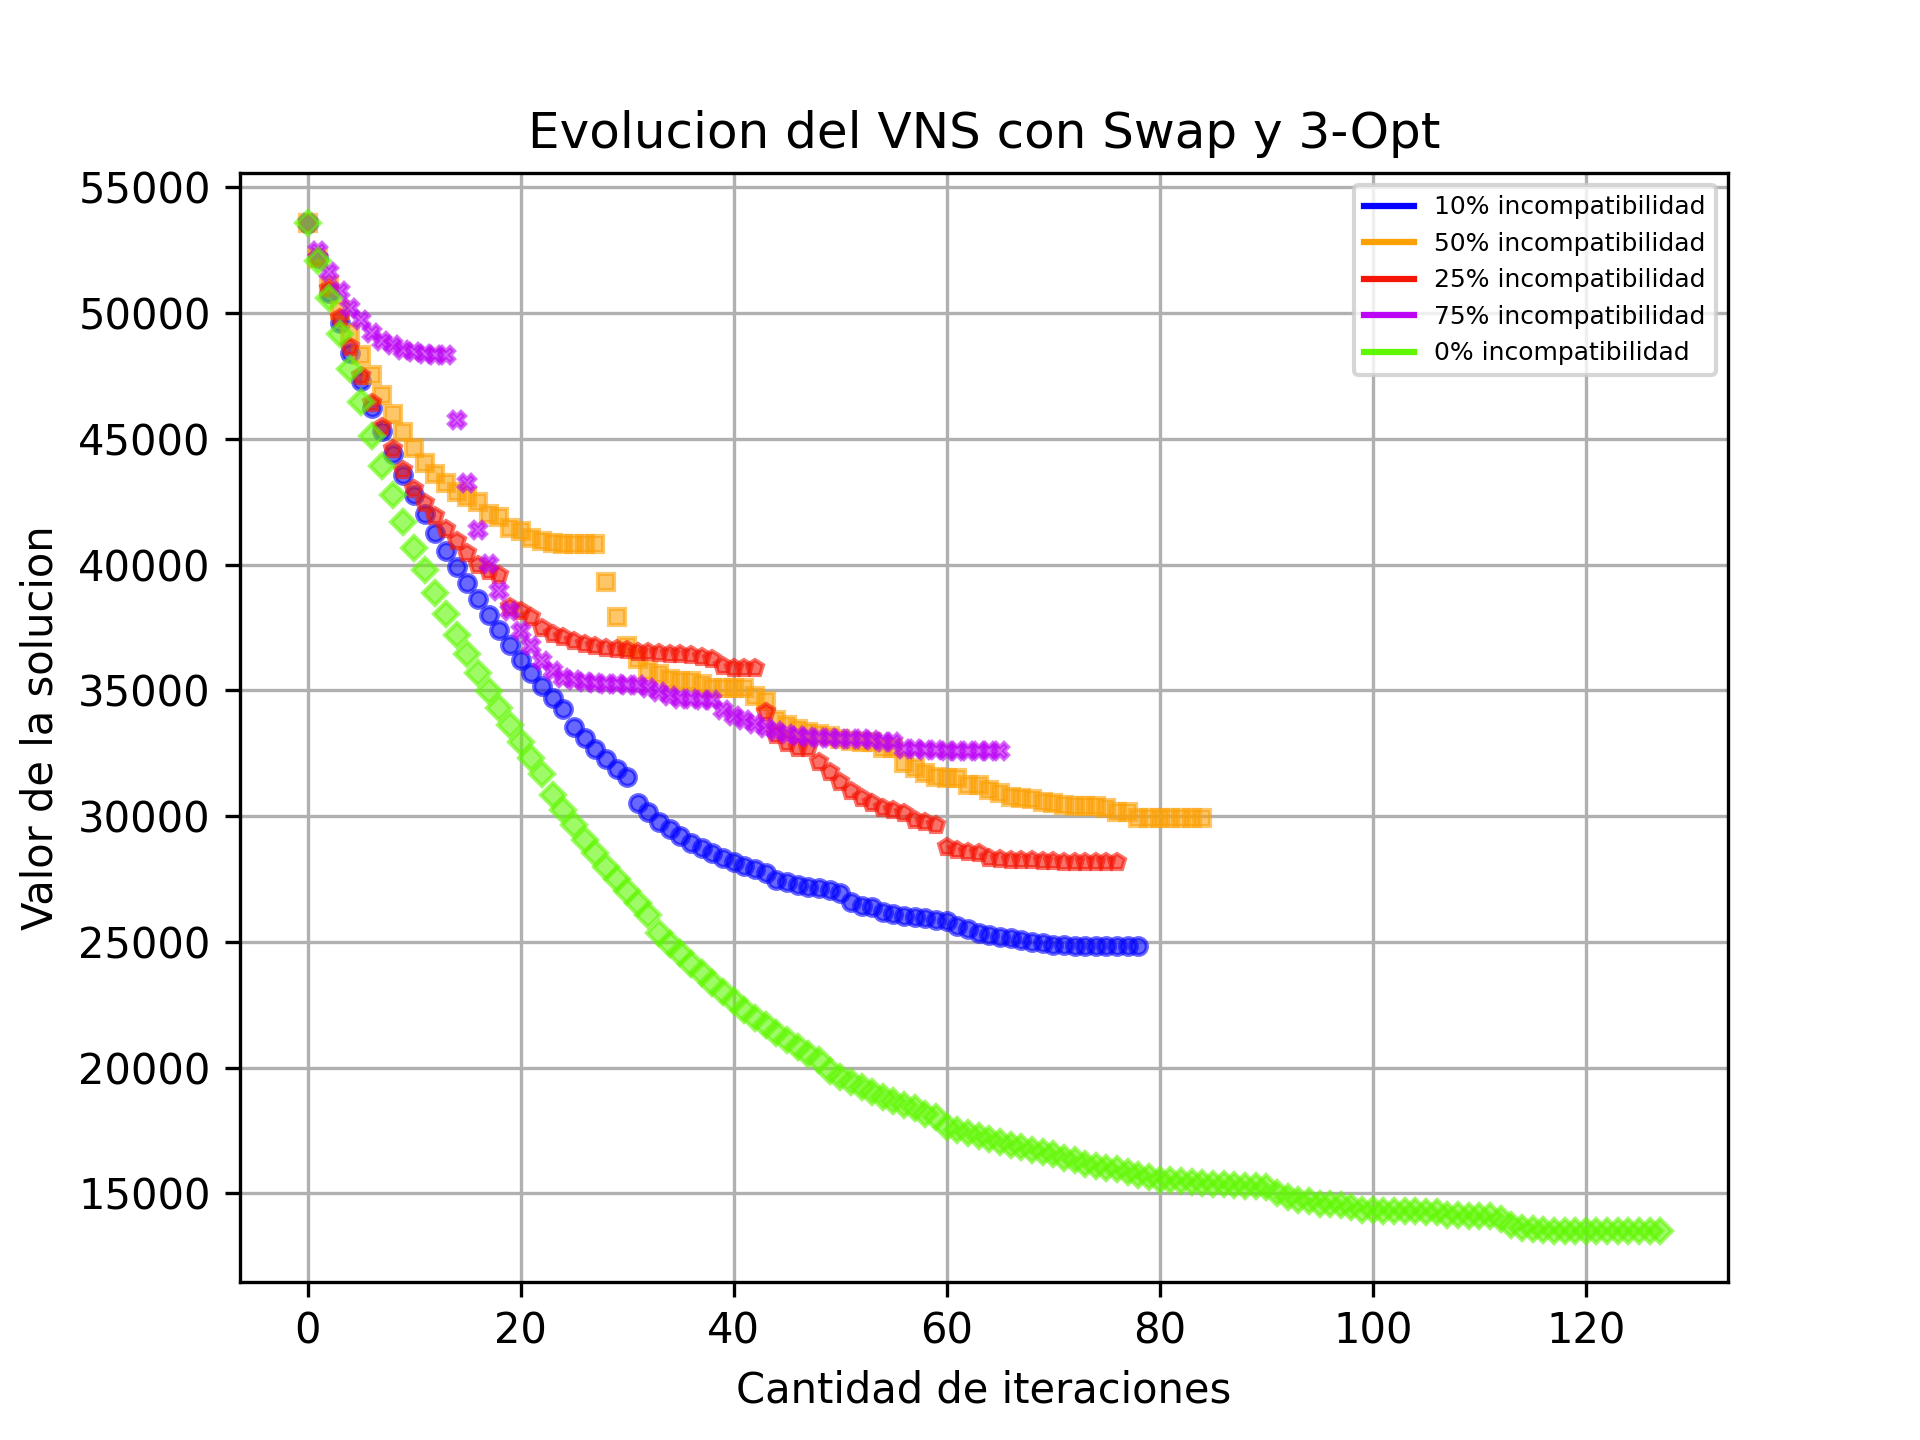 Evolucion del VNS con Swap y 3-Opt
55000
50000
45000
40000
35000
30000
25000
20000
15000
Valor de la solucion
10% incompatibilidad
50% incompatibilidad
25% incompatibilidad
75% incompatibilidad
0% incompatibilidad
0 20 40 60 80 100 120
Cantidad de iteraciones